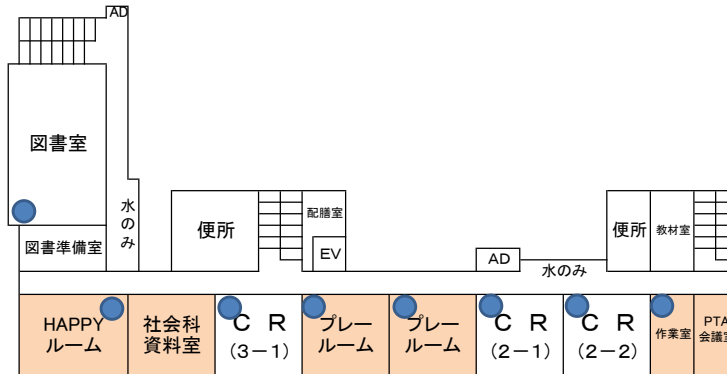 AD
図書室
水のみ
図書準備室
便所
配膳室
EV
AD
水のみ
便所
教材室
HAPPY
ルーム
社会科
資料室
C R
(3-1)
プレー
ルーム
プレー
ルーム
C R
(2-1)
C R
(2-2)
作業室
PTA
会議室